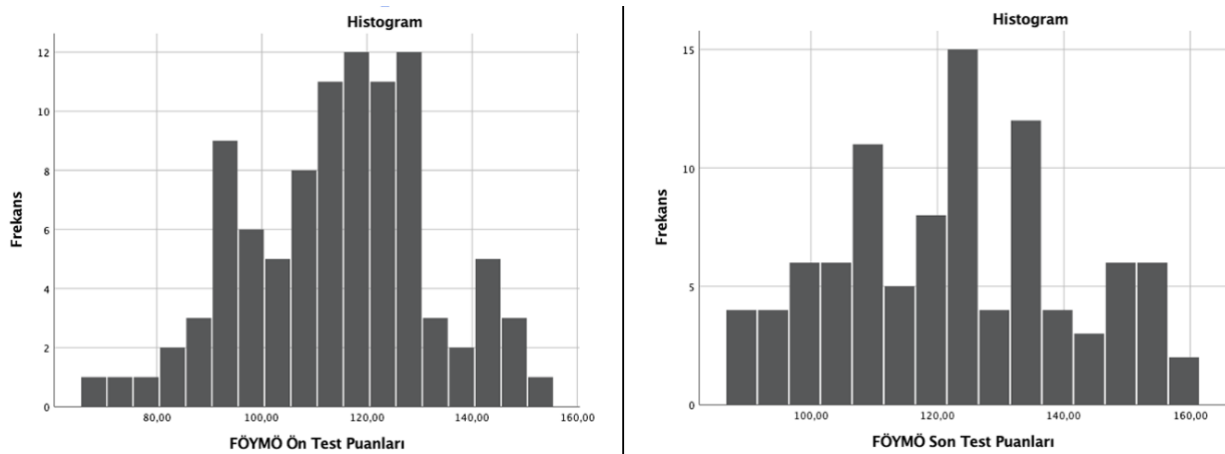 Histogram
12
10
8
6
4
2
0
Frekans
80,00 100,00 120,00 140,00 160,00
FÖYMÖ Ön Test Puanları
Histogram
15
10
5
0
Frekans
100,00 120,00 140,00 160,00
FÖYMÖ Son Test Puanları